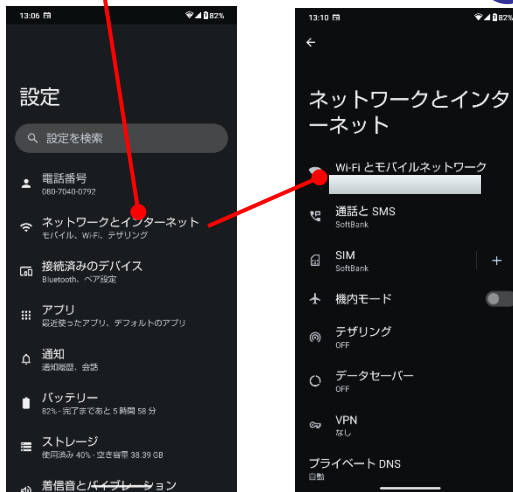 13:06
82%
設定
設定を検索
電話番号
080-7040-0792
ネットワークとインターネット
モバイル、Wi-Fi、テザリング
接続済みのデバイス
Bluetooth、ペア設定
アプリ
最近使ったアプリ、デフォルトのアプリ
通知
通知履歴、会話
バッテリー
82% - 完了まであと 5 時間 58 分
ストレージ
使用済み 40% - 空き容量 38.39 GB
着信音とバイブレーション
13:10
82%
ネットワークとインタ
ーネット
Wi-Fi とモバイルネットワーク
通話と SMS
SoftBank
SIM
SoftBank
機内モード
テザリング
OFF
データセーバー
OFF
VPN
なし
プライベート DNS
自動